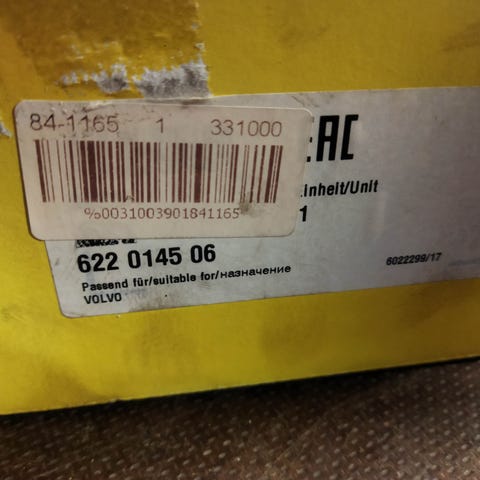 84-1165 1 331000
%0031003901841165
EAC
Einheit/Unit
1
622 0145 06
6022299/17
Passend für/suitable for/назначение
VOLVO